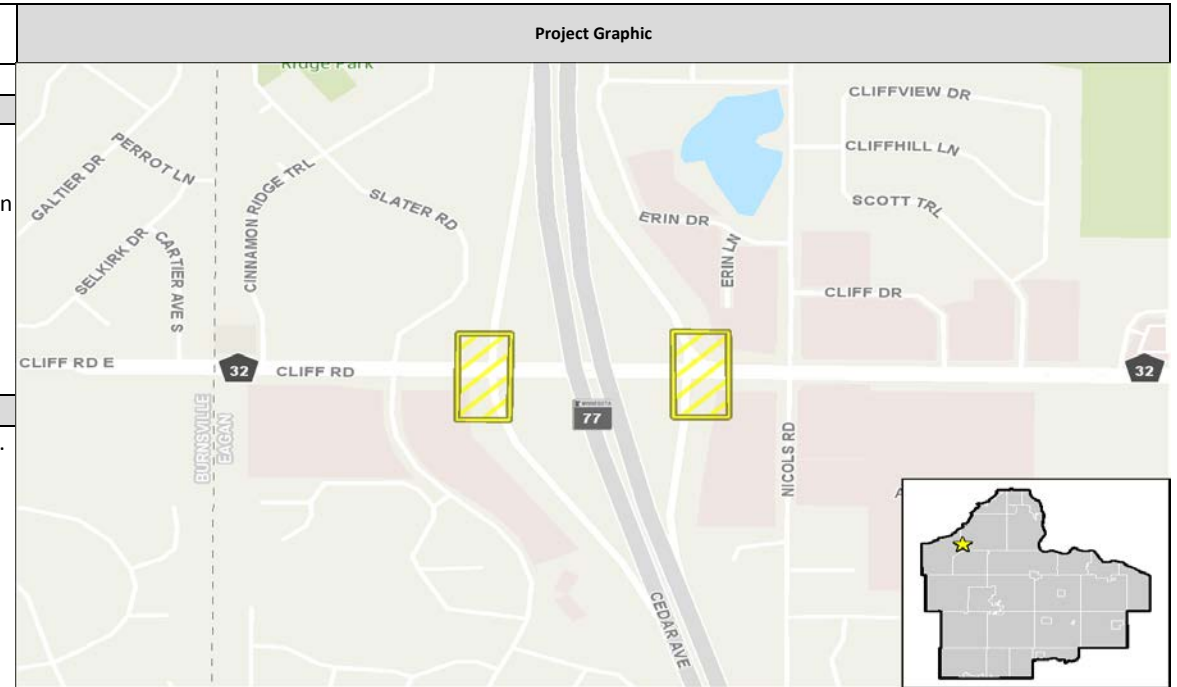 Project Graphic
Ridge Park
CLIFFVIEW DR
PERROT LN
CLIFFHILL LN
GALTIER DR
CINNAMON RIDGE TRL
SLATER RD
SCOTT TRL
ERIN DR
SELKIRK DR
CARTIER AVE S
ERIN LN
CLIFF DR
CLIFF RD E
32
CLIFF RD
32
MINNESOTA
77
BURNSVILLE
EAGAN
NICOLS RD
n
.
A
CEDAR AVE